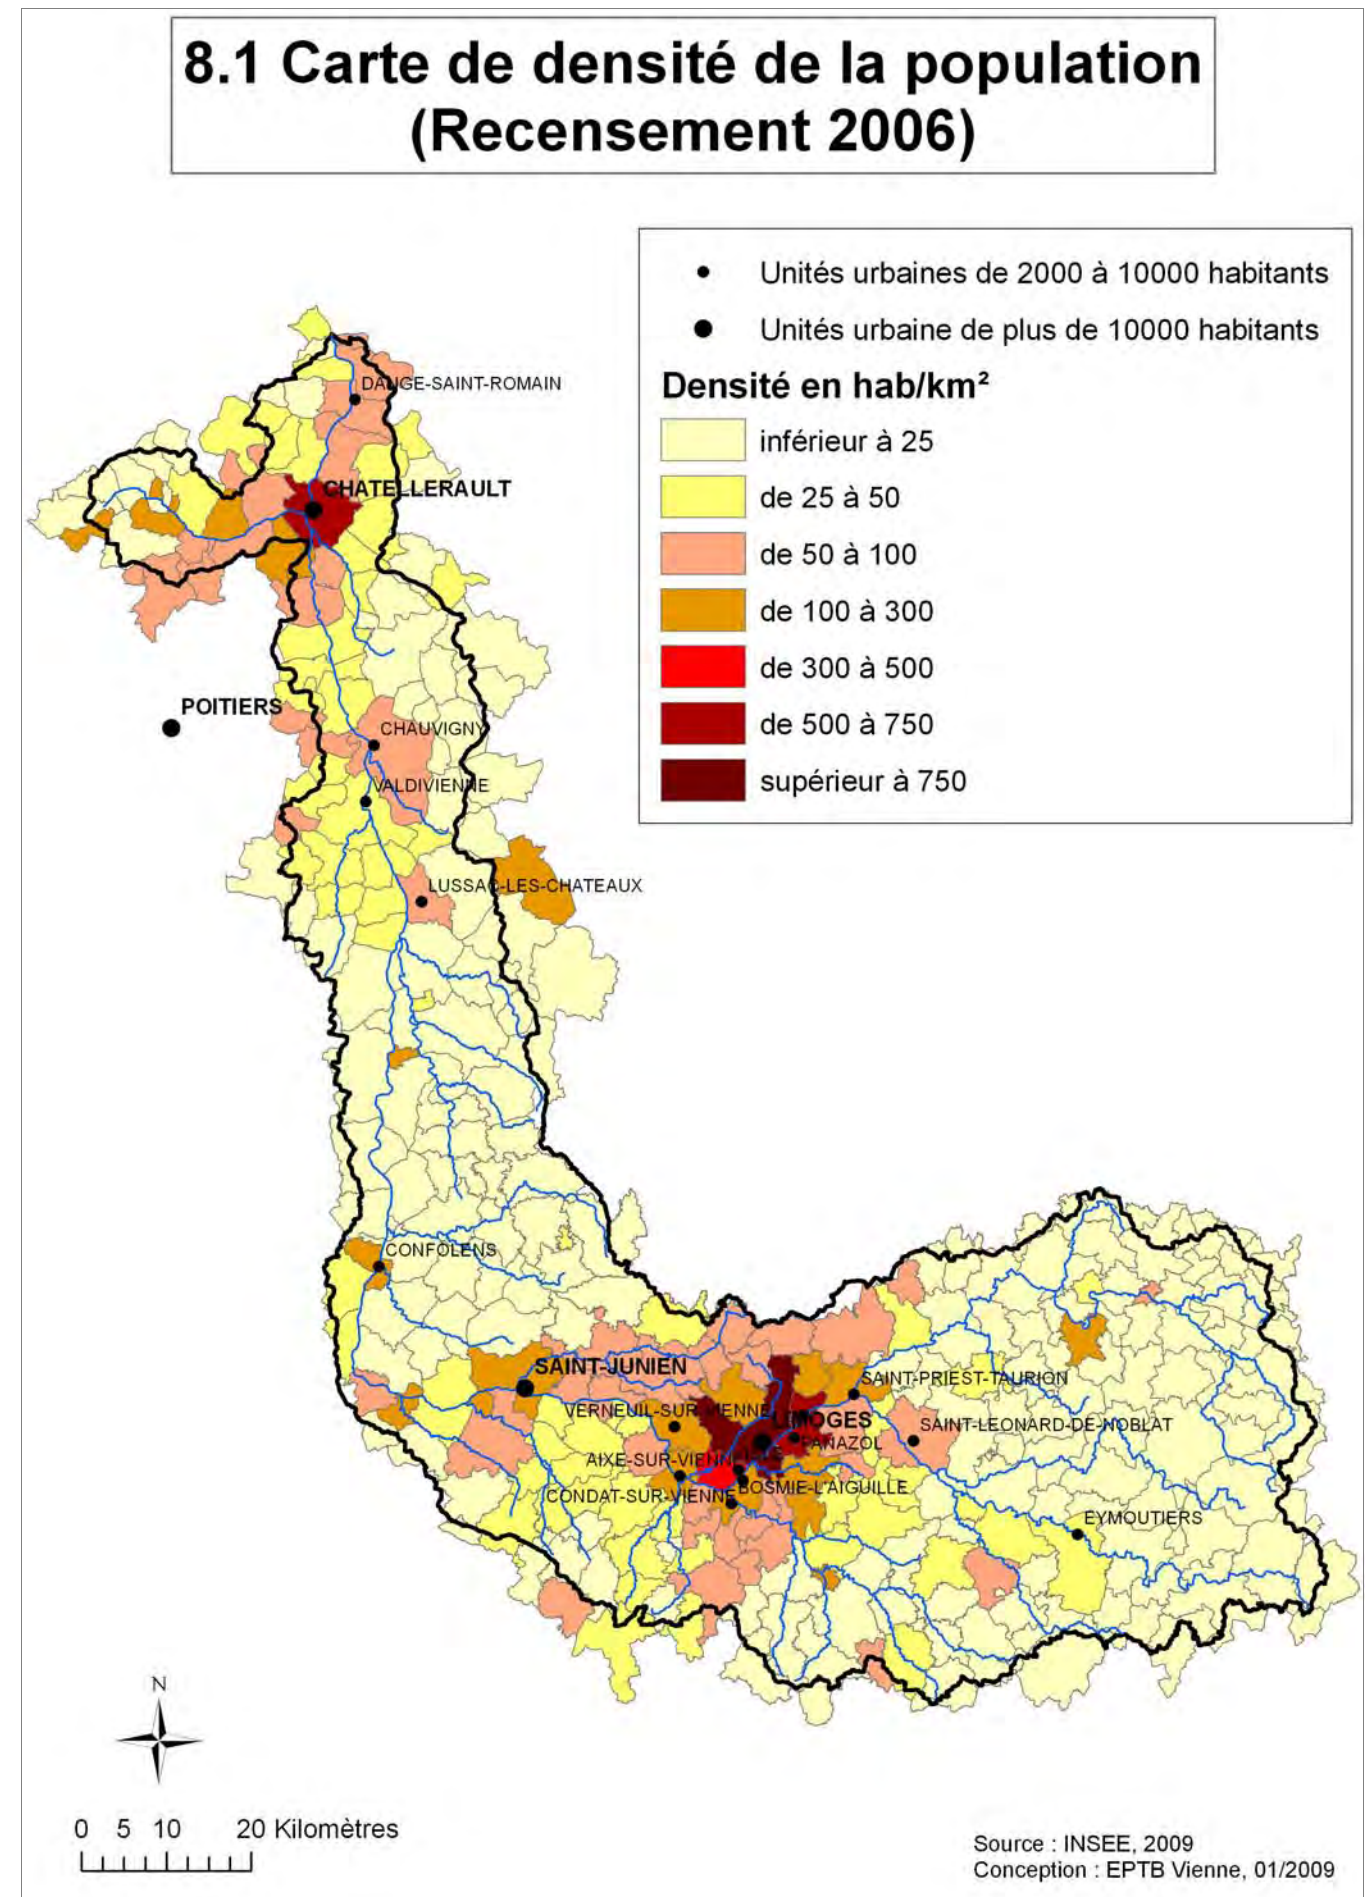 8.1 Carte de densité de la population
(Recensement 2006)
Unités urbaines de 2000 à 10000 habitants
Unités urbaine de plus de 10000 habitants
Densité en hab/km²
inférieur à 25
de 25 à 50
de 50 à 100
de 100 à 300
de 300 à 500
de 500 à 750
supérieur à 750
DANGE-SAINT-ROMAIN
CHATELLERAULT
POITIERS
CHAUVIGNY
VALDIVIENNE
LUSSAC-LES-CHATEAUX
CONFOLENS
SAINT-JUNIEN
SAINT-PRIEST-TAURION
VERNEUIL-SUR-VIENNE
LIMOGES
SAINT-LEONARD-DE-NOBLAT
PANAZOL
AIXE-SUR-VIENNE
BOSMIE-L'AIGUILLE
CONDAT-SUR-VIENNE
EYMOUTIERS
N
0 5 10 20 Kilomètres
Source : INSEE, 2009
Conception : EPTB Vienne, 01/2009